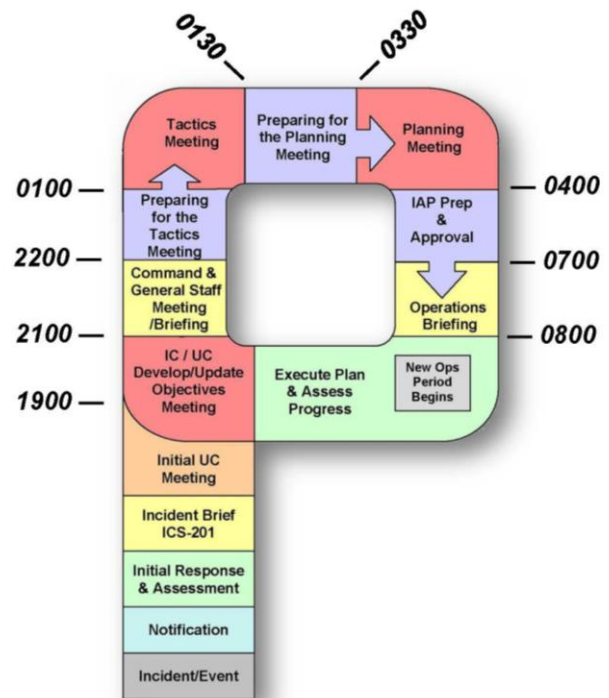 0130
0330
Tactics
Meeting
Preparing for
the Planning
Meeting
Planning
Meeting
0100
0400
Preparing
for the
Tactics
Meeting
IAP Prep
&
Approval
2200
0700
Command &
General Staff
Meeting
/Briefing
Operations
Briefing
2100
0800
IC / UC
Develop/Update
Objectives
Meeting
Execute Plan
& Assess
Progress
New Ops
Period
Begins
1900
Initial UC
Meeting
Incident Brief
ICS-201
Initial Response
& Assessment
Notification
Incident/Event